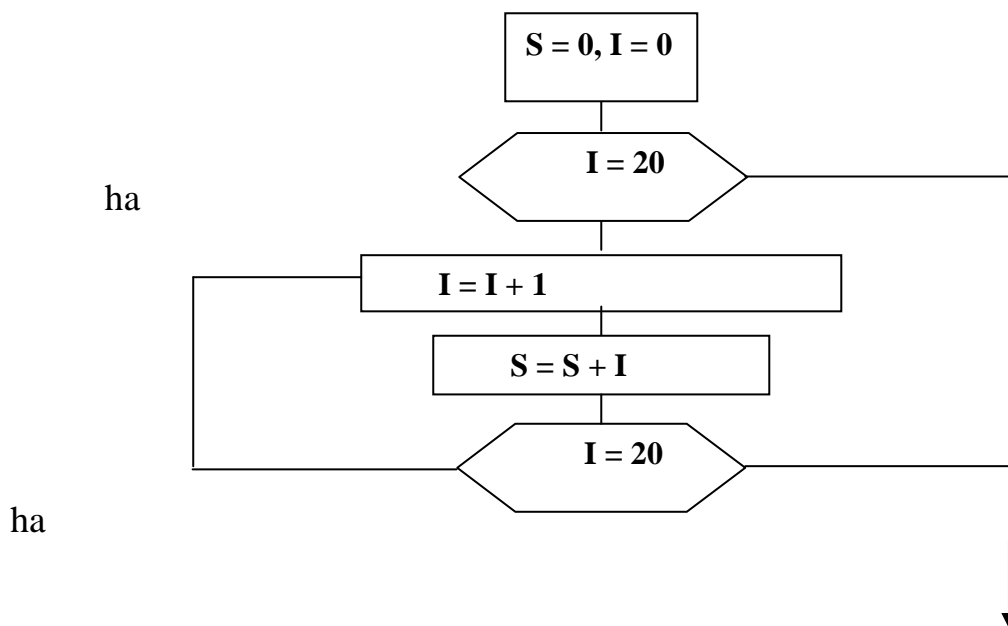 S = 0, I = 0
I = 20
ha
I = I + 1
S = S + I
I = 20
ha